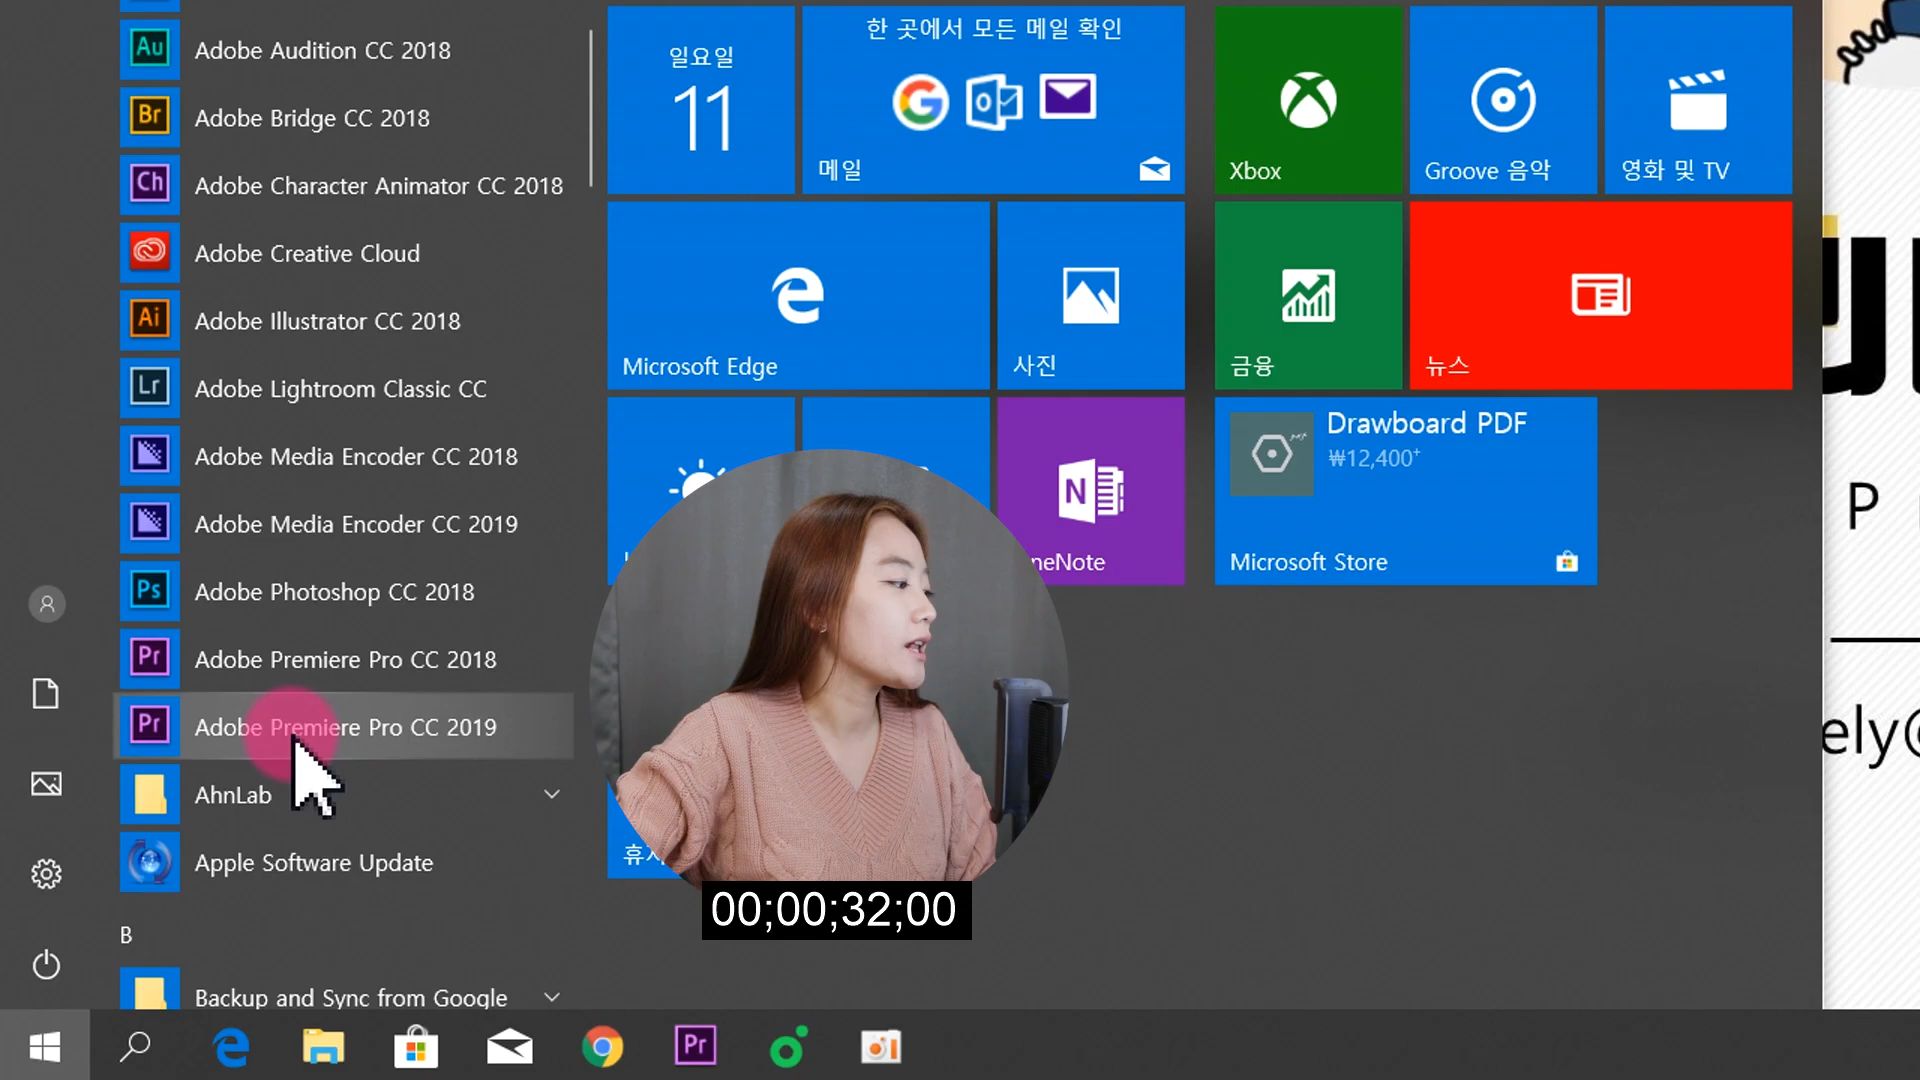 Au
Adobe Audition CC 2018
Br
Adobe Bridge CC 2018
Ch
Adobe Character Animator CC 2018
Adobe Creative Cloud
Ai
Adobe Illustrator CC 2018
Lr
Adobe Lightroom Classic CC
Adobe Media Encoder CC 2018
Adobe Media Encoder CC 2019
Ps
Adobe Photoshop CC 2018
Pr
Adobe Premiere Pro CC 2018
Pr
Adobe Premiere Pro CC 2019
AhnLab
Apple Software Update
B
Backup and Sync from Google
일요일
11
한 곳에서 모든 메일 확인
메일
Xbox
Groove 음악
영화 및 TV
Microsoft Edge
사진
금융
뉴스
N
neNote
Drawboard PDF
₩12,400+
Microsoft Store
P
ely@
00;00;32;00
Pr